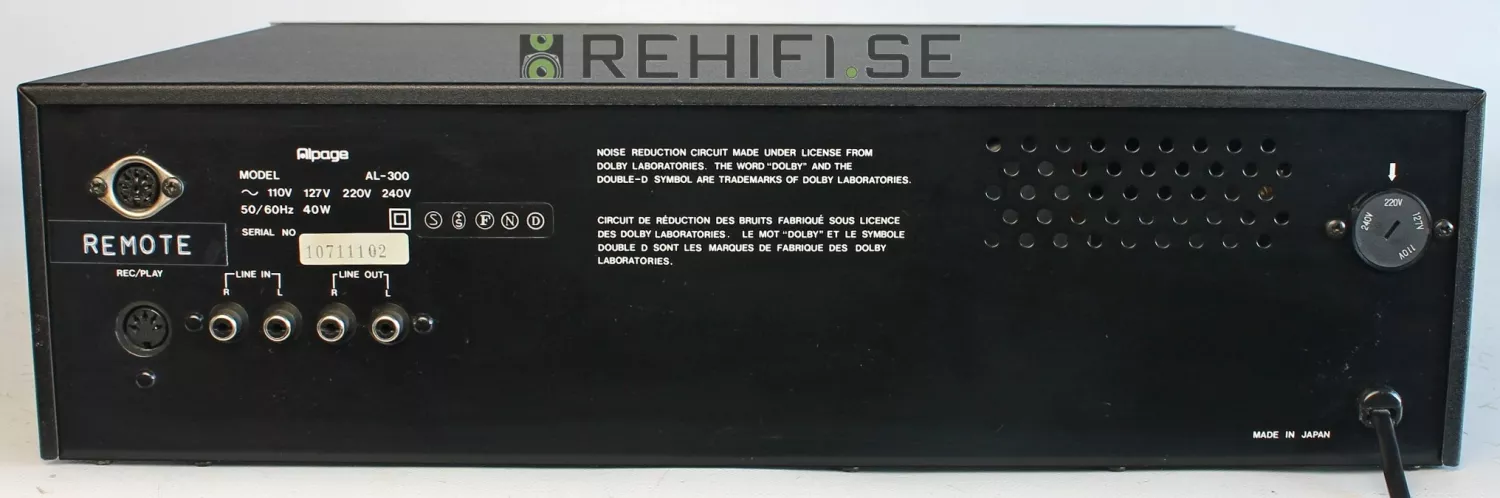 REHIFI.SE
Alpage
MODEL AL-300
~ 110V 127V 220V 240V
50/60Hz 40W
S +S F N D
SERIAL NO
10711102
REMOTE
REC/PLAY
LINE IN
R L
LINE OUT
R L
NOISE REDUCTION CIRCUIT MADE UNDER LICENSE FROM
DOLBY LABORATORIES. THE WORD "DOLBY" AND THE
DOUBLE-D SYMBOL ARE TRADEMARKS OF DOLBY LABORATORIES.
CIRCUIT DE RÉDUCTION DES BRUITS FABRIQUÉ SOUS LICENCE
DES DOLBY LABORATORIES. LE MOT "DOLBY" ET LE SYMBOLE
DOUBLE D SONT LES MARQUES DE FABRIQUE DES DOLBY
LABORATORIES.
240V 220V 127V 110V
MADE IN JAPAN